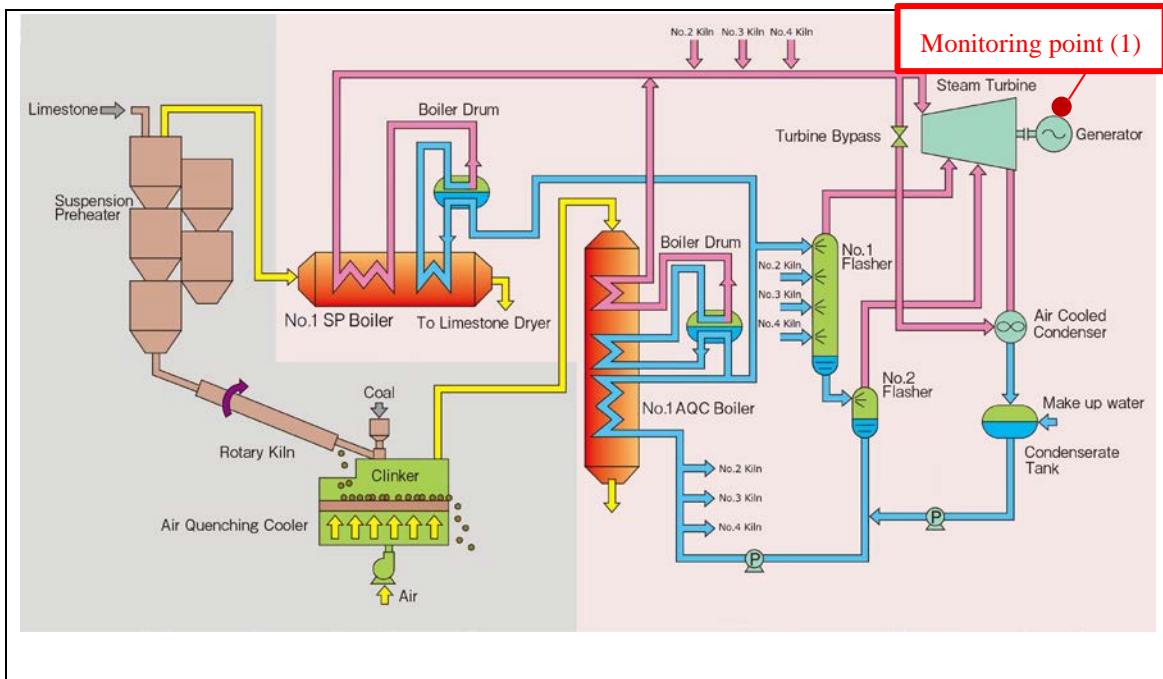 No.2 Kiln
No.3 Kiln
No.4 Kiln
Monitoring point (1)
Steam Turbine
Limestone
Boiler Drum
Turbine Bypass
Generator
Suspension
Preheater
Boiler Drum
No.1
Flasher
No.2 Kiln
No.3 Kiln
No.4 Kiln
No.1 SP Boiler
To Limestone Dryer
Air Cooled
Condenser
No.2
Flasher
Coal
No.1 AQC Boiler
Make up water
Rotary Kiln
Condenserate
Tank
Clinker
No.2 Kiln
No.3 Kiln
No.4 Kiln
Air Quenching Cooler
P
P
Air